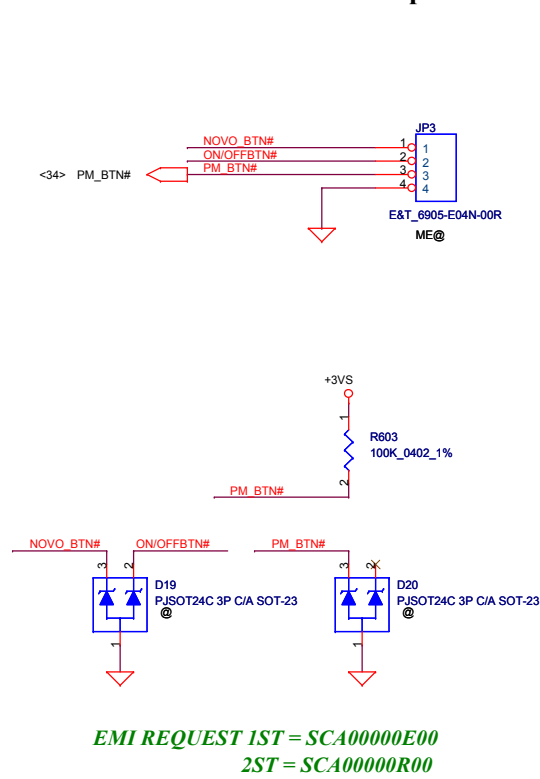 JP3
NOVO_BTN# 1 1
ON/OFFBTN# 2 2
<34> PM_BTN# PM_BTN# 3 3
4 4
E&T_6905-E04N-00R
ME@
+3VS
1
R603
100K_0402_1%
2
PM_BTN#
NOVO_BTN# ON/OFFBTN# PM_BTN#
3 2 3 2
D19 D20
PJSOT24C 3P C/A SOT-23 PJSOT24C 3P C/A SOT-23
@ @
1 1
EMI REQUEST 1ST = SCA00000E00
2ST = SCA00000R00